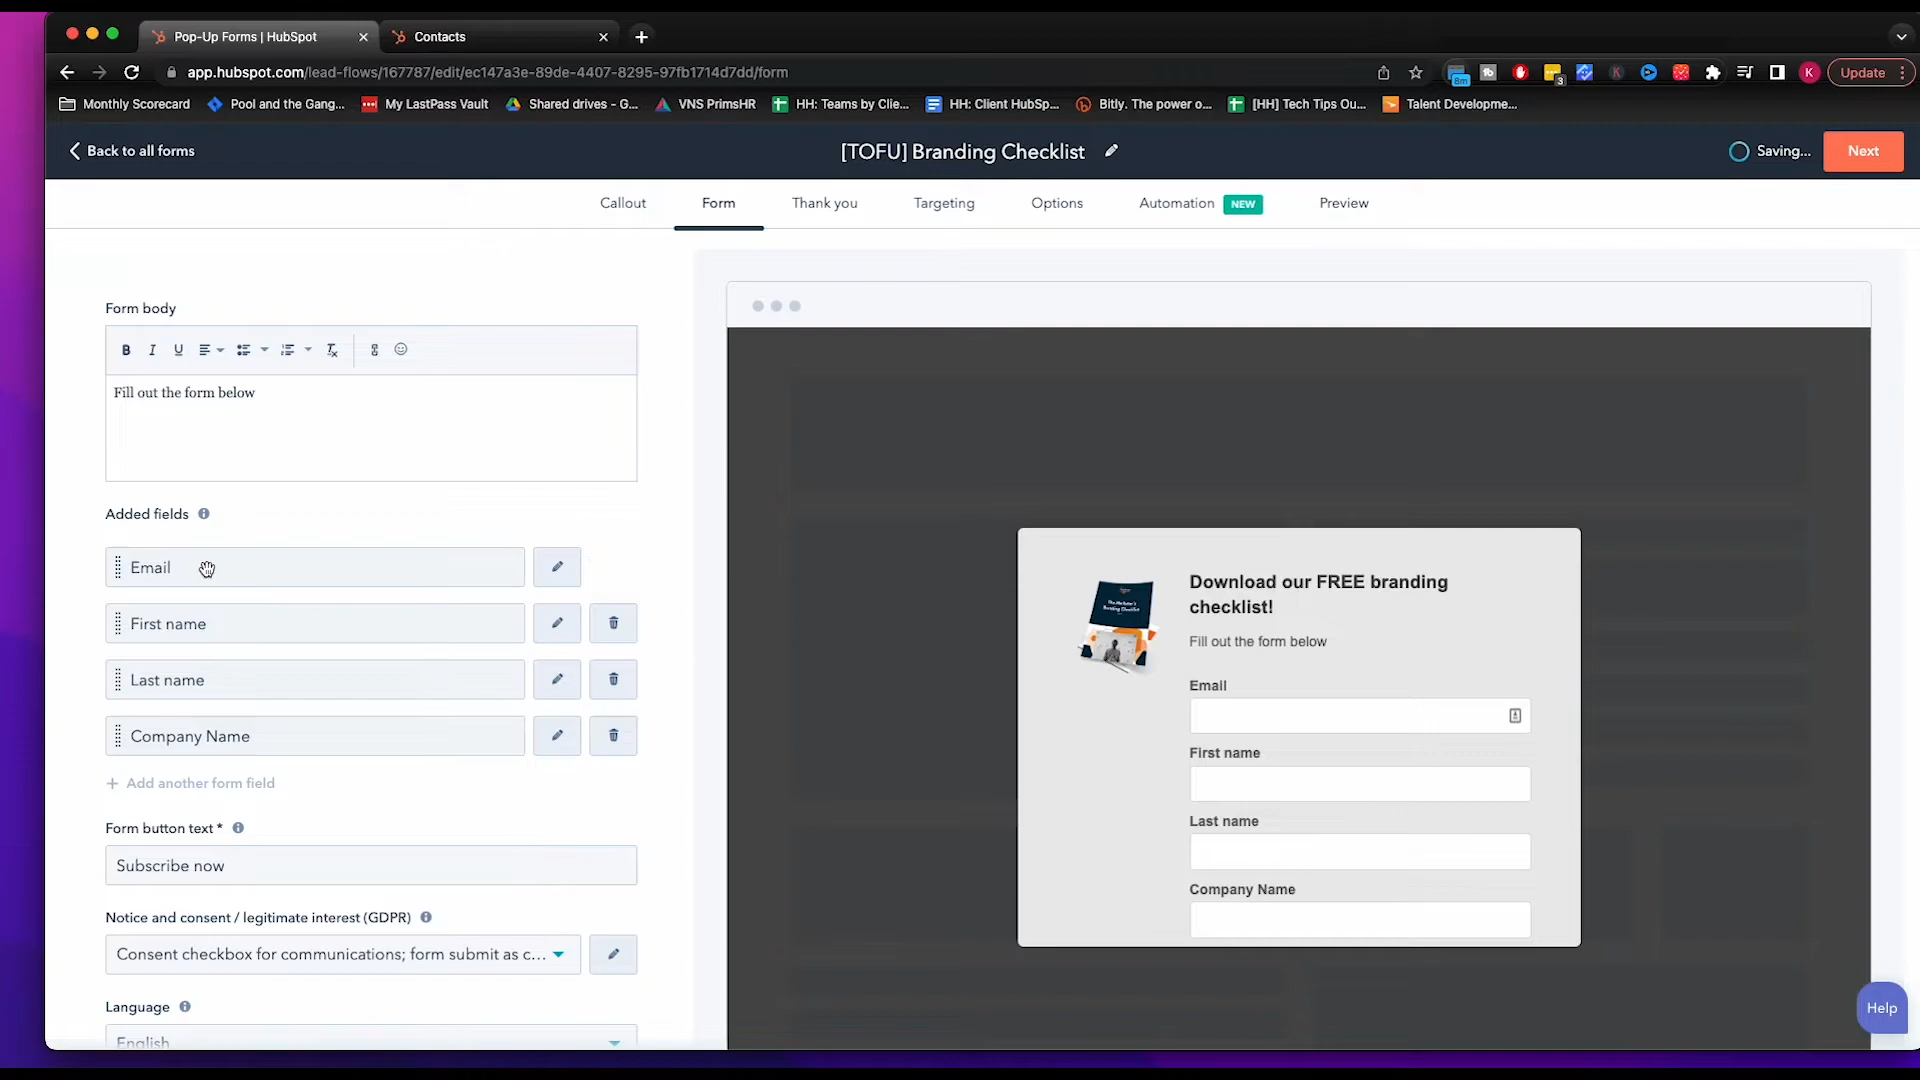 Pop-Up Forms | HubSpot
Contacts
app.hubspot.com/lead-flows/167787/edit/ec147a3e-89de-4407-8295-97fb1714d7dd/form
8m
3
K
K
Update
Monthly Scorecard
Pool and the Gang...
My LastPass Vault
Shared drives - G...
VNS PrimsHR
HH: Teams by Clie...
HH: Client HubSp...
Bitly. The power o...
[HH] Tech Tips Ou...
Talent Developme...
Back to all forms
[TOFU] Branding Checklist
Saving...
Next
Callout
Form
Thank you
Targeting
Options
Automation NEW
Preview
Form body
B I U
Fill out the form below
Added fields
Email
First name
Last name
Company Name
+ Add another form field
Form button text *
Subscribe now
Notice and consent / legitimate interest (GDPR)
Consent checkbox for communications; form submit as c...
Language
English
Download our FREE branding
checklist!
Fill out the form below
Email
First name
Last name
Company Name
Help